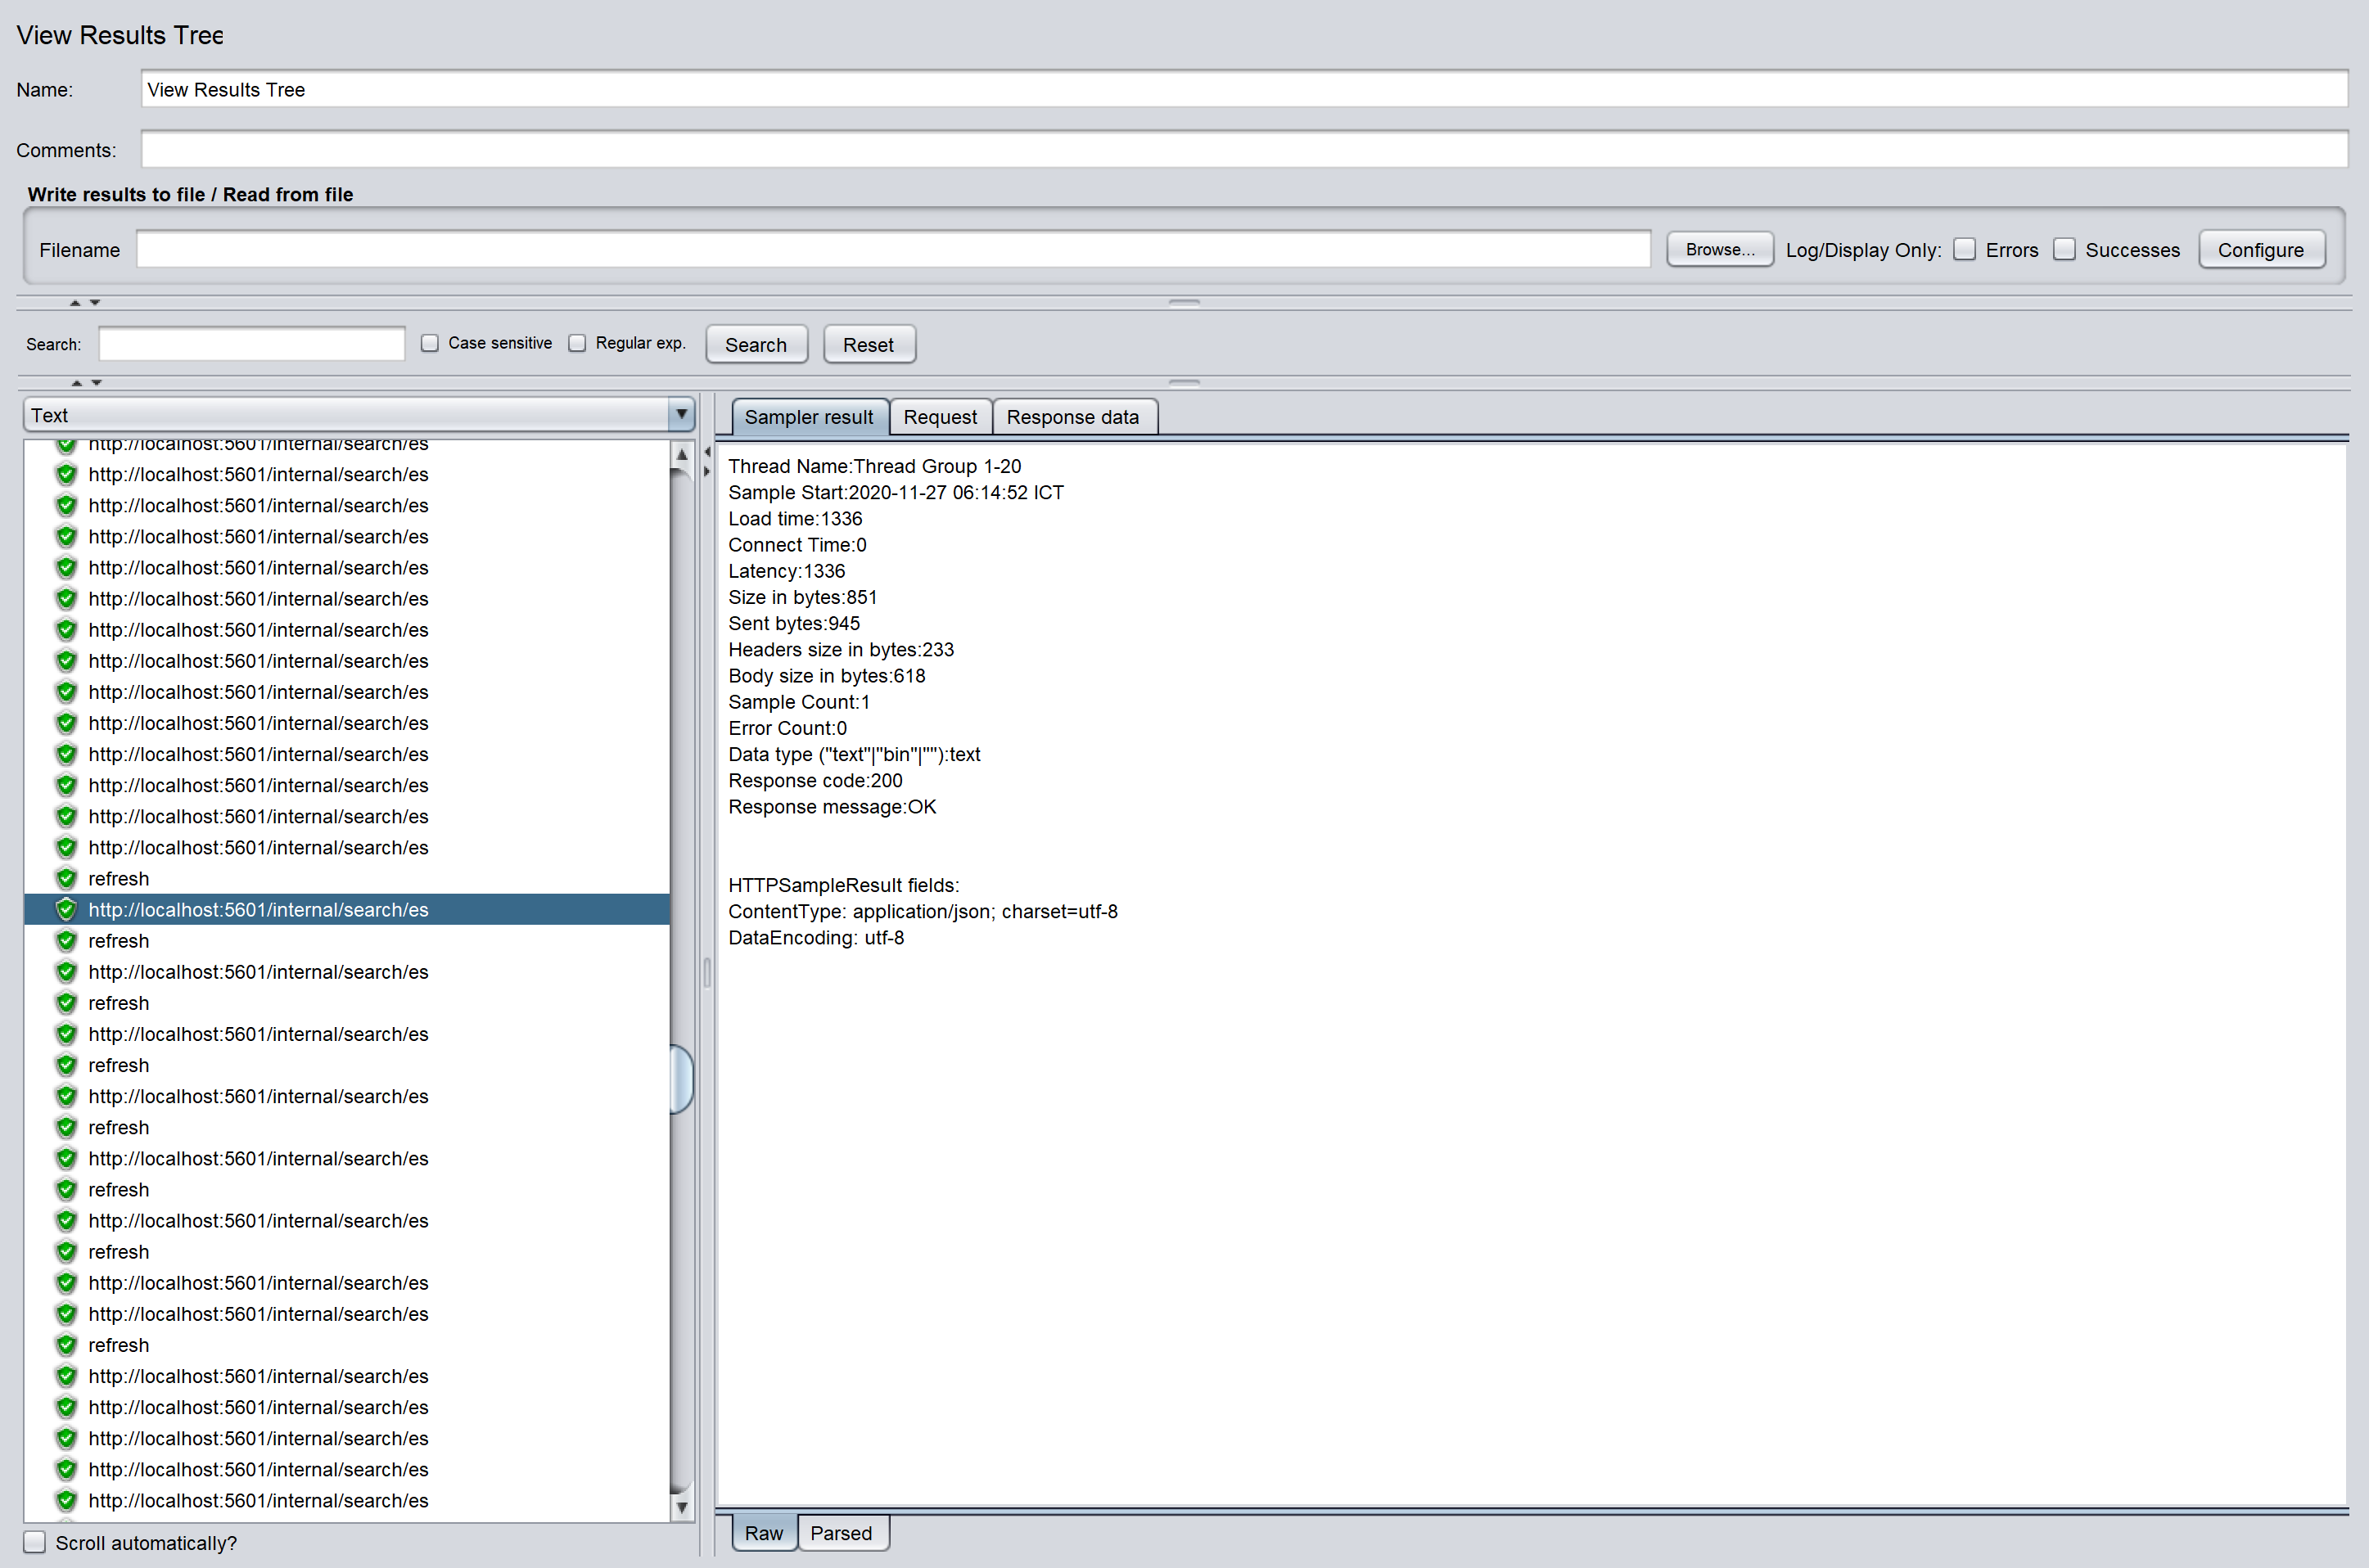 View Results Tree
Name: View Results Tree
Comments:
Write results to file / Read from file
Filename Browse... Log/Display Only: Errors Successes Configure
Search: Case sensitive Regular exp. Search Reset
Text
http://localhost:5601/internal/search/es
http://localhost:5601/internal/search/es
http://localhost:5601/internal/search/es
http://localhost:5601/internal/search/es
http://localhost:5601/internal/search/es
http://localhost:5601/internal/search/es
http://localhost:5601/internal/search/es
http://localhost:5601/internal/search/es
http://localhost:5601/internal/search/es
http://localhost:5601/internal/search/es
http://localhost:5601/internal/search/es
http://localhost:5601/internal/search/es
http://localhost:5601/internal/search/es
http://localhost:5601/internal/search/es
refresh
http://localhost:5601/internal/search/es
refresh
http://localhost:5601/internal/search/es
refresh
http://localhost:5601/internal/search/es
refresh
http://localhost:5601/internal/search/es
refresh
http://localhost:5601/internal/search/es
refresh
http://localhost:5601/internal/search/es
refresh
http://localhost:5601/internal/search/es
http://localhost:5601/internal/search/es
refresh
http://localhost:5601/internal/search/es
http://localhost:5601/internal/search/es
http://localhost:5601/internal/search/es
http://localhost:5601/internal/search/es
http://localhost:5601/internal/search/es
Scroll automatically?
Sampler result Request Response data
Thread Name:Thread Group 1-20
Sample Start:2020-11-27 06:14:52 ICT
Load time:1336
Connect Time:0
Latency:1336
Size in bytes:851
Sent bytes:945
Headers size in bytes:233
Body size in bytes:618
Sample Count:1
Error Count:0
Data type ("text"|"bin"|""):text
Response code:200
Response message:OK
HTTPSampleResult fields:
ContentType: application/json; charset=utf-8
DataEncoding: utf-8
Raw Parsed